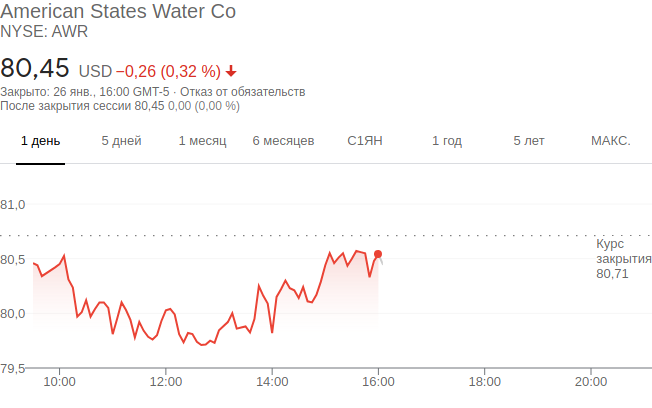 American States Water Co
NYSE: AWR
80,45 USD −0,26 (0,32 %)
Закрыто: 26 янв., 16:00 GMT-5 · Отказ от обязательств
После закрытия сессии 80,45 0,00 (0,00 %)
1 день 5 дней 1 месяц 6 месяцев С1ЯН 1 год 5 лет МАКС.
81,0
Курс
закрытия
80,71
80,5
80,0
79,5
10:00 12:00 14:00 16:00 18:00 20:00